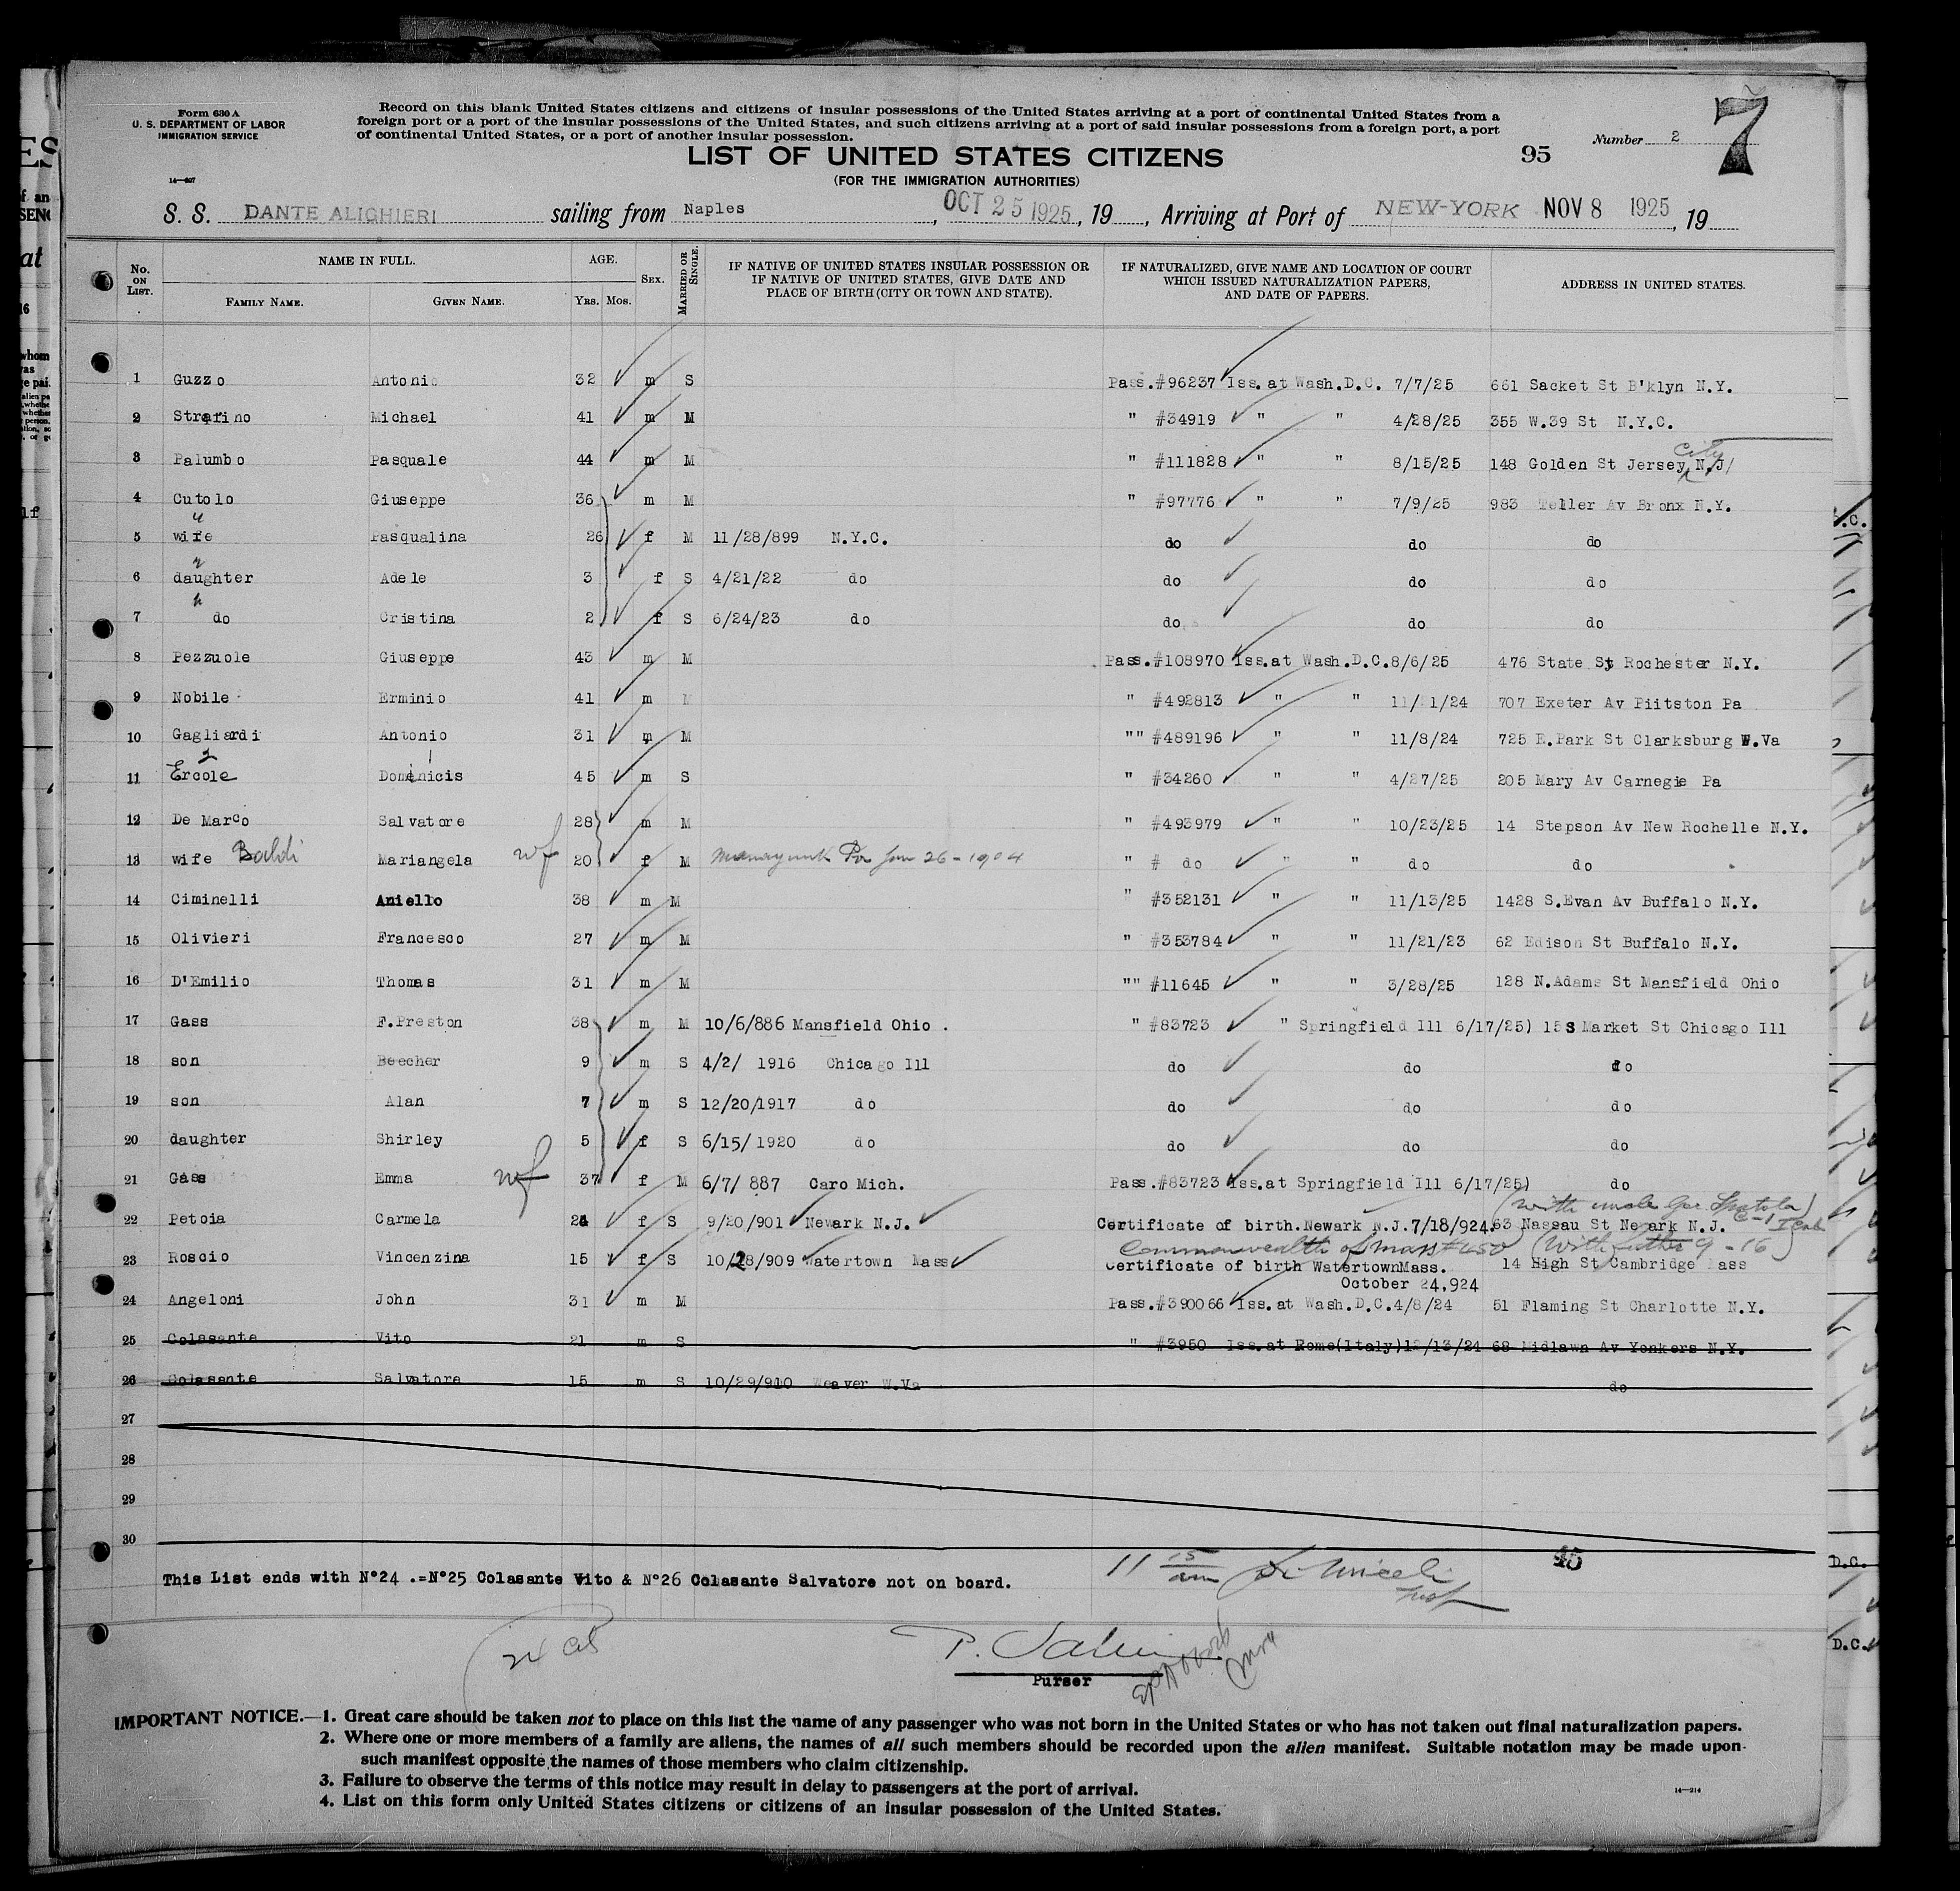 Form 630 A
U. S. DEPARTMENT OF LABOR
IMMIGRATION SERVICE
14—607
Record on this blank United States citizens and citizens of insular possessions of the United States arriving at a port of continental United States from a
foreign port or a port of the insular possessions of the United States, and such citizens arriving at a port of said insular possessions from a foreign port, a port
of continental United States, or a port of another insular possession.
LIST OF UNITED STATES CITIZENS
(FOR THE IMMIGRATION AUTHORITIES)
95
Number 2
7
S. S. DANTE ALIGHIERI sailing from Naples, OCT 25 1925, 19, Arriving at Port of NEW-YORK NOV 8 1925, 19
No. ON LIST. NAME IN FULL. FAMILY NAME. GIVEN NAME. AGE. Yrs. Mos. SEX. MARRIED OR SINGLE. IF NATIVE OF UNITED STATES INSULAR POSSESSION OR IF NATIVE OF UNITED STATES, GIVE DATE AND PLACE OF BIRTH (CITY OR TOWN AND STATE). IF NATURALIZED, GIVE NAME AND LOCATION OF COURT WHICH ISSUED NATURALIZATION PAPERS, AND DATE OF PAPERS. ADDRESS IN UNITED STATES.
1 Guzzo Antonio 32 m S Pass.#96237 Iss.at Wash.D.C. 7/7/25 661 Sacket St B'klyn N.Y.
2 Strafino Michael 41 m M " #34919 " " 4/28/25 355 W.39 St N.Y.C.
3 Palumbo Pasquale 44 m M " #111828 " " 8/15/25 148 Golden St Jersey City N.J/
4 Cutolo Giuseppe 36 m M " #97776 " " 7/9/25 983 Teller Av Bronx N.Y.
5 wife Pasqualina 26 f M 11/28/899 N.Y.C. do do do
6 daughter Adele 3 f S 4/21/22 do do do do
7 do Cristina 2 f S 6/24/23 do do do do
8 Pezzuole Giuseppe 43 m M Pass.#108970 Iss.at Wash.D.C.8/6/25 476 State St Rochester N.Y.
9 Nobile Erminio 41 m M " #492813 " " 11/ 1/24 707 Exeter Av Piitston Pa
10 Gagliardi Antonio 31 m M "" #489196 " " 11/8/24 725 E.Park St Clarksburg W.Va
11 Ercole Domenicis 45 m S " #34260 " " 4/27/25 205 Mary Av Carnegie Pa
12 De Marco Salvatore 28 m M " #493979 " " 10/23/25 14 Stepson Av New Rochelle N.Y.
13 wife Baldi Mariangela wf 20 f M Manayunk Pa Jan 26-1904 " # do " " do do
14 Ciminelli Aniello 38 m M " #352131 " " 11/13/25 1428 S.Evan Av Buffalo N.Y.
15 Olivieri Francesco 27 m M " #353784 " " 11/21/23 62 Edison St Buffalo N.Y.
16 D'Emilio Thomas 31 m M "" #11645 " " 3/28/25 128 N.Adams St Mansfield Ohio
17 Gass F.Preston 38 m M 10/6/886 Mansfield Ohio . " #83723 " Springfield Ill 6/17/25) 15 S Market St Chicago Ill
18 son Beecher 9 m S 4/2/ 1916 Chicago Ill do do do
19 son Alan 7 m S 12/20/1917 do do do do
20 daughter Shirley 5 f S 6/15/ 1920 do do do do
21 Gass Emma wf 37 f M 6/7/ 887 Caro Mich. Pass.#83723 Iss.at Springfield Ill 6/17/25) do
(with uncle
22 Petoia Carmela 24 f S 9/20/901 Newark N.J. Certificate of birth.Newark N.J.7/18/924. 63 Nassau St Newark N.J.
Commonwealth of Mass #450 (With father 9-16)
23 Roscio Vincenzina 15 f S 10/28/909 Watertown Mass Certificate of birth WatertownMass. 14 High St Cambridge Mass
October 24,924
24 Angeloni John 31 m M Pass.#390066 Iss.at Wash.D.C.4/8/24 51 Flaming St Charlotte N.Y.
25 Colasante Vito 21 m S " #3950 Iss.at Rome(Italy)12/13/24 68 Midlawn Av Yonkers N.Y.
26 Colasante Salvatore 15 m S 10/29/910 Weaver W.Va do
27
28
29
30
This List ends with N°24 .=N°25 Colasante Vito & N°26 Colasante Salvatore not on board.
11 15 am
45
Purser
IMPORTANT NOTICE.—1. Great care should be taken not to place on this list the name of any passenger who was not born in the United States or who has not taken out final naturalization papers.
2. Where one or more members of a family are aliens, the names of all such members should be recorded upon the alien manifest. Suitable notation may be made upon
such manifest opposite the names of those members who claim citizenship.
3. Failure to observe the terms of this notice may result in delay to passengers at the port of arrival.
4. List on this form only United States citizens or citizens of an insular possession of the United States.
14—214